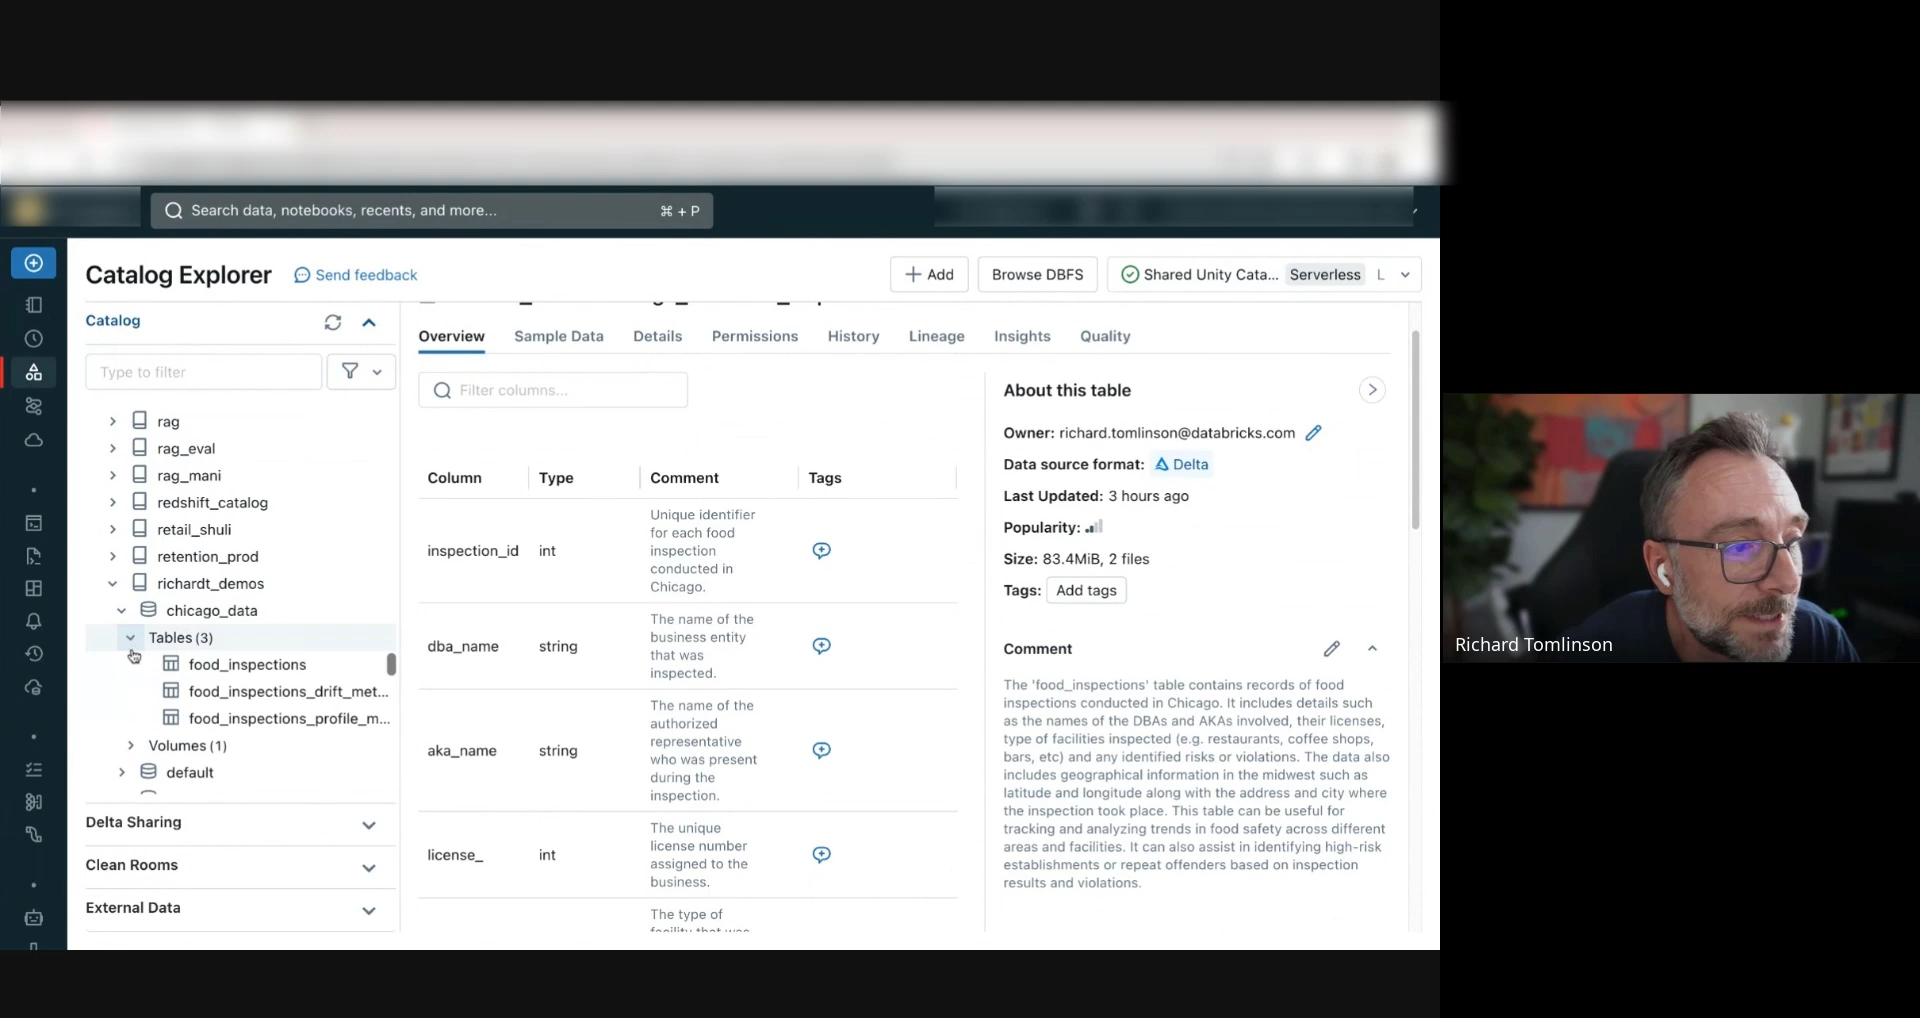 Search data, notebooks, recents, and more...
⌘ + P
Catalog Explorer
Send feedback
Add
Browse DBFS
Shared Unity Cata...
Serverless
L
Catalog
Type to filter
rag
rag_eval
rag_mani
redshift_catalog
retail_shuli
retention_prod
richardt_demos
chicago_data
Tables (3)
food_inspections
food_inspections_drift_met...
food_inspections_profile_m...
Volumes (1)
default
Delta Sharing
Clean Rooms
External Data
Overview
Sample Data
Details
Permissions
History
Lineage
Insights
Quality
Filter columns...
Column
Type
Comment
Tags
inspection_id
int
Unique identifier
for each food
inspection
conducted in
Chicago.
dba_name
string
The name of the
business entity
that was
inspected.
aka_name
string
The name of the
authorized
representative
who was present
during the
inspection.
license_
int
The unique
license number
assigned to the
business.
The type of
About this table
Owner: richard.tomlinson@databricks.com
Data source format: Delta
Last Updated: 3 hours ago
Popularity:
Size: 83.4MiB, 2 files
Tags: Add tags
Comment
The 'food_inspections' table contains records of food
inspections conducted in Chicago. It includes details such
as the names of the DBAs and AKAs involved, their licenses,
type of facilities inspected (e.g. restaurants, coffee shops,
bars, etc) and any identified risks or violations. The data also
includes geographical information in the midwest such as
latitude and longitude along with the address and city where
the inspection took place. This table can be useful for
tracking and analyzing trends in food safety across different
areas and facilities. It can also assist in identifying high-risk
establishments or repeat offenders based on inspection
results and violations.
Richard Tomlinson